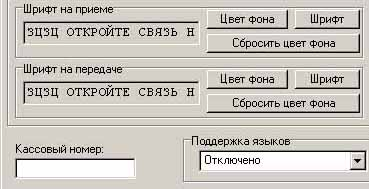 Шрифт на приеме
ЗЦЗЦ ОТКРОЙТЕ СВЯЗЬ Н
Цвет фона
Шрифт
Сбросить цвет фона
Шрифт на передаче
ЗЦЗЦ ОТКРОЙТЕ СВЯЗЬ Н
Цвет фона
Шрифт
Сбросить цвет фона
Кассовый номер:
Поддержка языков
Отключено